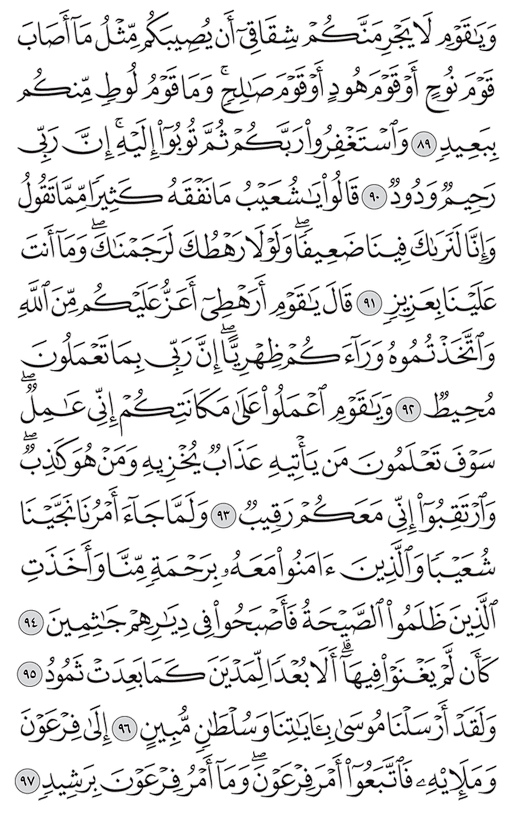 وَيَٰقَوْمِ لَا يَجْرِمَنَّكُمْ شِقَاقِيٓ أَن يُصِيبَكُم مِّثْلُ مَآ أَصَابَ
قَوْمَ نُوحٍ أَوْ قَوْمَ هُودٍ أَوْ قَوْمَ صَٰلِحٍۚ وَمَا قَوْمُ لُوطٍ مِّنكُم
بِبَعِيدٍ ٨٩ وَٱسْتَغْفِرُوا۟ رَبَّكُمْ ثُمَّ تُوبُوٓا۟ إِلَيْهِۚ إِنَّ رَبِّى
رَحِيمٌ وَدُودٌ ٩٠ قَالُوا۟ يَٰشُعَيْبُ مَا نَفْقَهُ كَثِيرًا مِّمَّا تَقُولُ
وَإِنَّا لَنَرَىٰكَ فِينَا ضَعِيفًاۖ وَلَوْلَا رَهْطُكَ لَرَجَمْنَٰكَۖ وَمَآ أَنتَ
عَلَيْنَا بِعَزِيزٍ ٩١ قَالَ يَٰقَوْمِ أَرَهْطِىٓ أَعَزُّ عَلَيْكُم مِّنَ ٱللَّهِ
وَٱتَّخَذْتُمُوهُ وَرَآءَكُمْ ظِهْرِيًّاۖ إِنَّ رَبِّى بِمَا تَعْمَلُونَ
مُحِيطٌ ٩٢ وَيَٰقَوْمِ ٱعْمَلُوا۟ عَلَىٰ مَكَانَتِكُمْ إِنِّى عَٰمِلٌۖ
سَوْفَ تَعْلَمُونَ مَن يَأْتِيهِ عَذَابٌ يُخْزِيهِ وَمَنْ هُوَ كَٰذِبٌۖ
وَٱرْتَقِبُوٓا۟ إِنِّى مَعَكُمْ رَقِيبٌ ٩٣ وَلَمَّا جَآءَ أَمْرُنَا نَجَّيْنَا
شُعَيْبًا وَٱلَّذِينَ ءَامَنُوا۟ مَعَهُۥ بِرَحْمَةٍ مِّنَّا وَأَخَذَتِ
ٱلَّذِينَ ظَلَمُوا۟ ٱلصَّيْحَةُ فَأَصْبَحُوا۟ فِى دِيَٰرِهِمْ جَٰثِمِينَ ٩٤
كَأَن لَّمْ يَغْنَوْا۟ فِيهَآۗ أَلَا بُعْدًا لِّمَدْيَنَ كَمَا بَعِدَتْ ثَمُودُ ٩٥
وَلَقَدْ أَرْسَلْنَا مُوسَىٰ بِـَٔايَٰتِنَا وَسُلْطَٰنٍ مُّبِينٍ ٩٦ إِلَىٰ فِرْعَوْنَ
وَمَلَإِي۟هِۦ فَٱتَّبَعُوٓا۟ أَمْرَ فِرْعَوْنَۖ وَمَآ أَمْرُ فِرْعَوْنَ بِرَشِيدٍ ٩٧